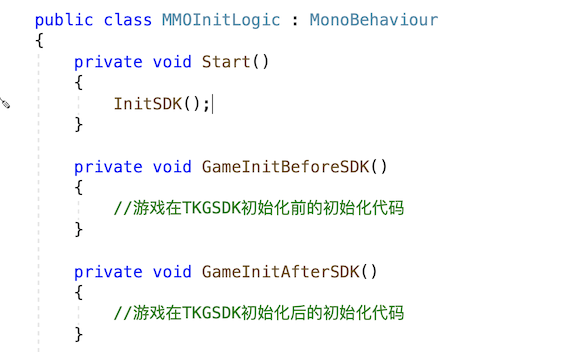 public class MMOInitLogic : MonoBehaviour
{
private void Start()
{
InitSDK();
}
private void GameInitBeforeSDK()
{
//游戏在TKGSDK初始化前的初始化代码
}
private void GameInitAfterSDK()
{
//游戏在TKGSDK初始化后的初始化代码
}